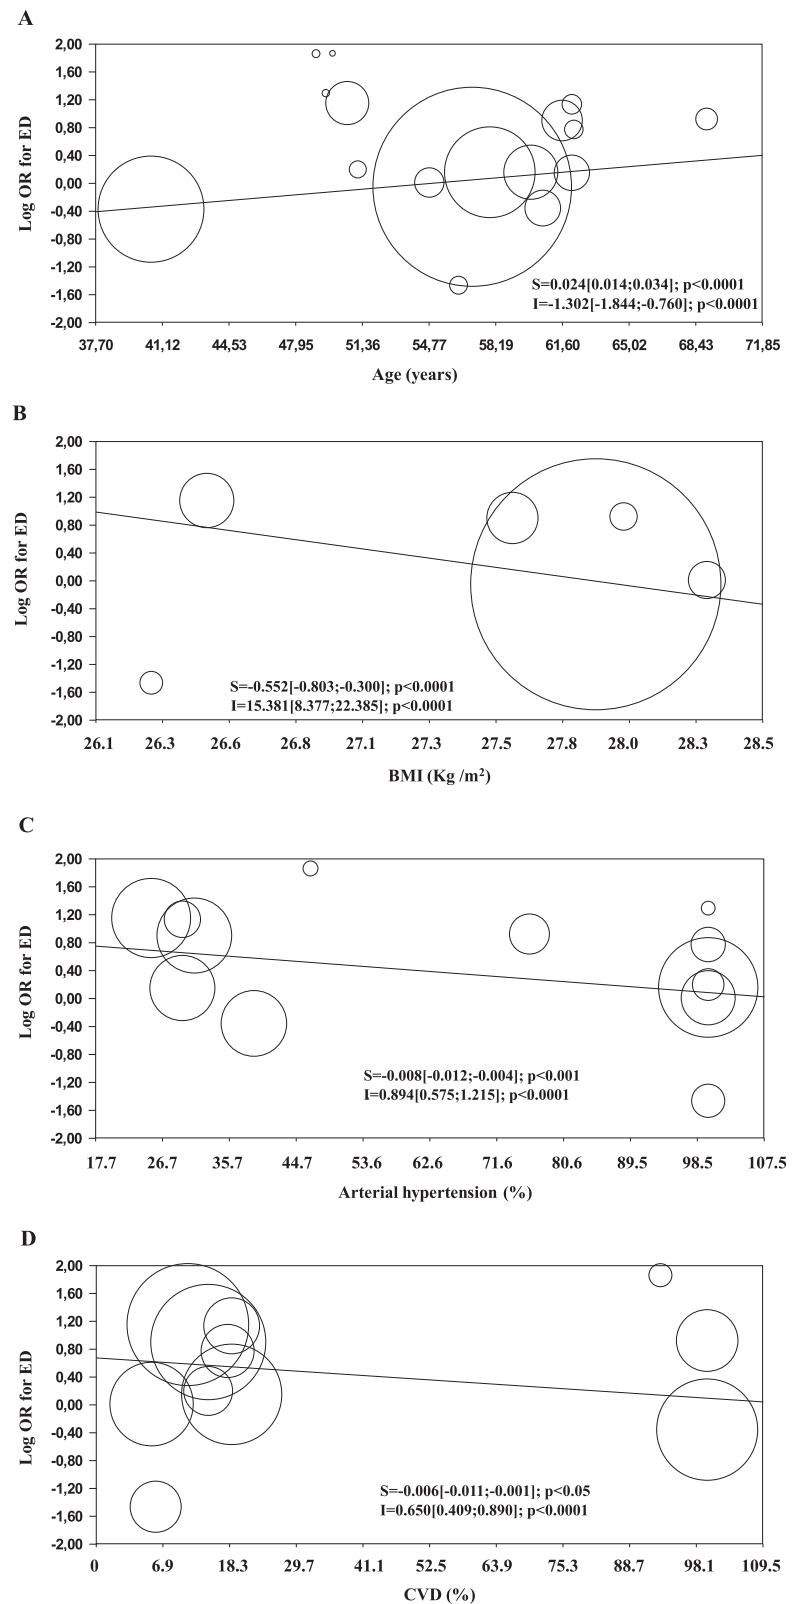 A
2,00
1,60
1,20
0,80
0,40
0,00
-0,40
-0,80
-1,20
-1,60
-2,00
Log OR for ED
S=0.024[0.014;0.034]; p<0.0001
I=-1.302[-1.844;-0.760]; p<0.0001
37,70 41,12 44,53 47,95 51,36 54,77 58,19 61,60 65,02 68,43 71,85
Age (years)
B
2,00
1,60
1,20
0,80
0,40
0,00
-0,40
-0,80
-1,20
-1,60
-2,00
Log OR for ED
S=-0.552[-0.803;-0.300]; p<0.0001
I=15.381[8.377;22.385]; p<0.0001
26.1 26.3 26.6 26.8 27.1 27.3 27.5 27.8 28.0 28.3 28.5
BMI (Kg /m²)
C
2,00
1,60
1,20
0,80
0,40
0,00
-0,40
-0,80
-1,20
-1,60
-2,00
Log OR for ED
S=-0.008[-0.012;-0.004]; p<0.001
I=0.894[0.575;1.215]; p<0.0001
17.7 26.7 35.7 44.7 53.6 62.6 71.6 80.6 89.5 98.5 107.5
Arterial hypertension (%)
D
2,00
1,60
1,20
0,80
0,40
0,00
-0,40
-0,80
-1,20
-1,60
-2,00
Log OR for ED
S=-0.006[-0.011;-0.001]; p<0.05
I=0.650[0.409;0.890]; p<0.0001
0 6.9 18.3 29.7 41.1 52.5 63.9 75.3 88.7 98.1 109.5
CVD (%)